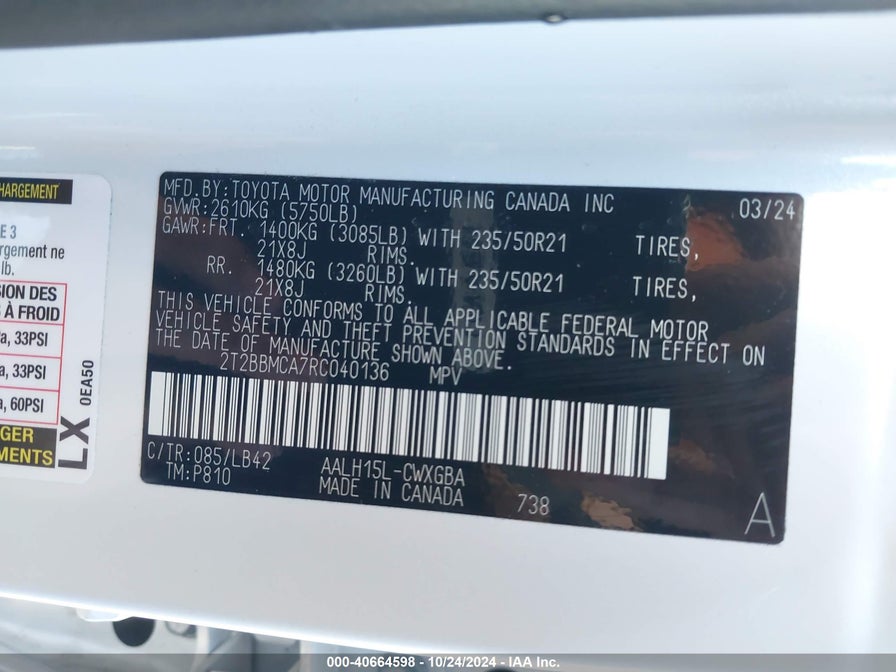 CHARGEMENT
E 3
rgement ne
lb.
SION DES
S À FROID
a, 33PSI
a, 33PSI
a, 60PSI
GER
EMENTS
LX
0EA50
MFD.BY:TOYOTA MOTOR MANUFACTURING CANADA INC 03/24
GVWR:2610KG (5750LB)
GAWR:FRT. 1400KG (3085LB) WITH 235/50R21 TIRES,
21X8J RIMS.
RR. 1480KG (3260LB) WITH 235/50R21 TIRES,
21X8J RIMS.
THIS VEHICLE CONFORMS TO ALL APPLICABLE FEDERAL MOTOR
VEHICLE SAFETY AND THEFT PREVENTION STANDARDS IN EFFECT ON
THE DATE OF MANUFACTURE SHOWN ABOVE.
2T2BBMCA7RC040136 MPV
C/TR:085/LB42 AALH15L-CWXGBA
TM:P810 MADE IN CANADA 738
A
000-40664598 - 10/24/2024 - IAA Inc.